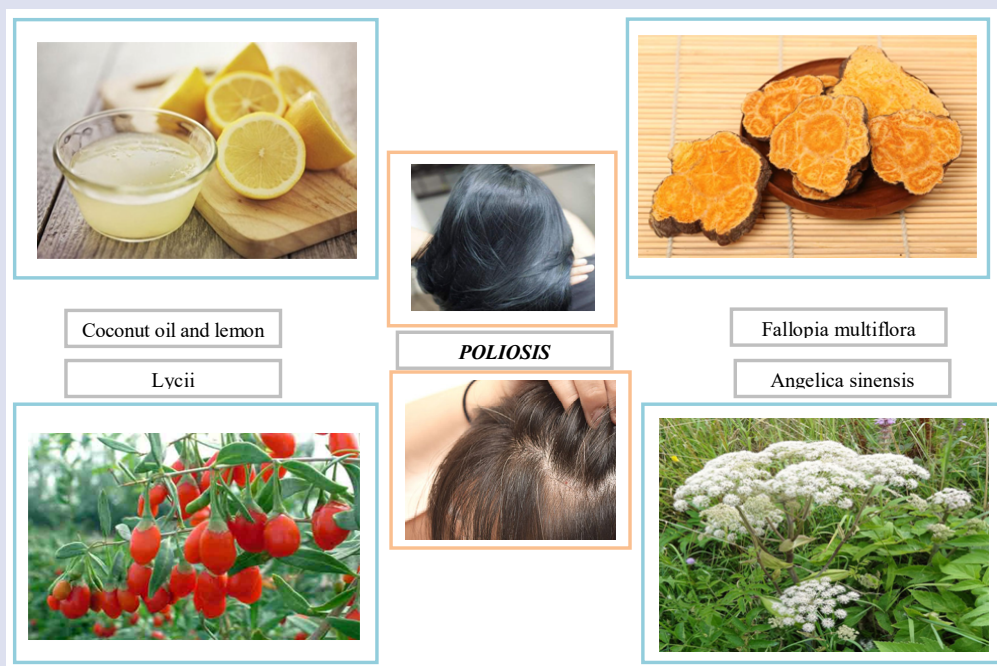 Coconut oil and lemon
Fallopia multiflora
POLIOSIS
Lycii
Angelica sinensis